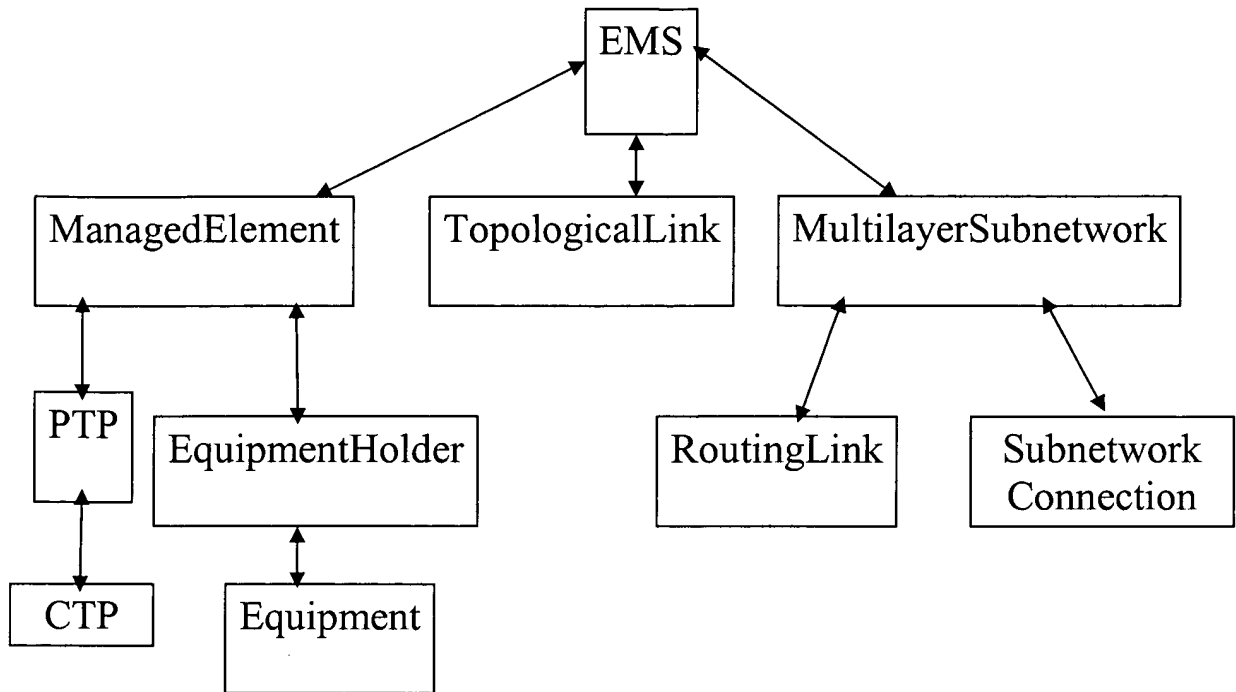 EMS
ManagedElement
TopologicalLink
MultilayerSubnetwork
PTP
EquipmentHolder
RoutingLink
Subnetwork
Connection
CTP
Equipment